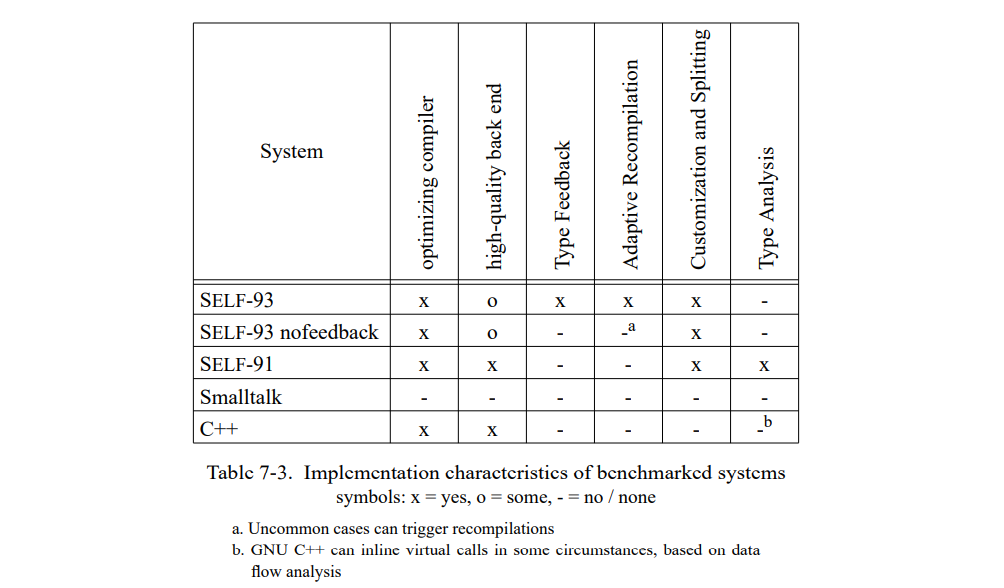 System optimizing compiler high-quality back end Type Feedback Adaptive Recompilation Customization and Splitting Type Analysis
SELF-93 x o x x x -
SELF-93 nofeedback x o - -a x -
SELF-91 x x - - x x
Smalltalk - - - - - -
C++ x x - - - -b
Table 7-3. Implementation characteristics of benchmarked systems
symbols: x = yes, o = some, - = no / none
a. Uncommon cases can trigger recompilations
b. GNU C++ can inline virtual calls in some circumstances, based on data
flow analysis